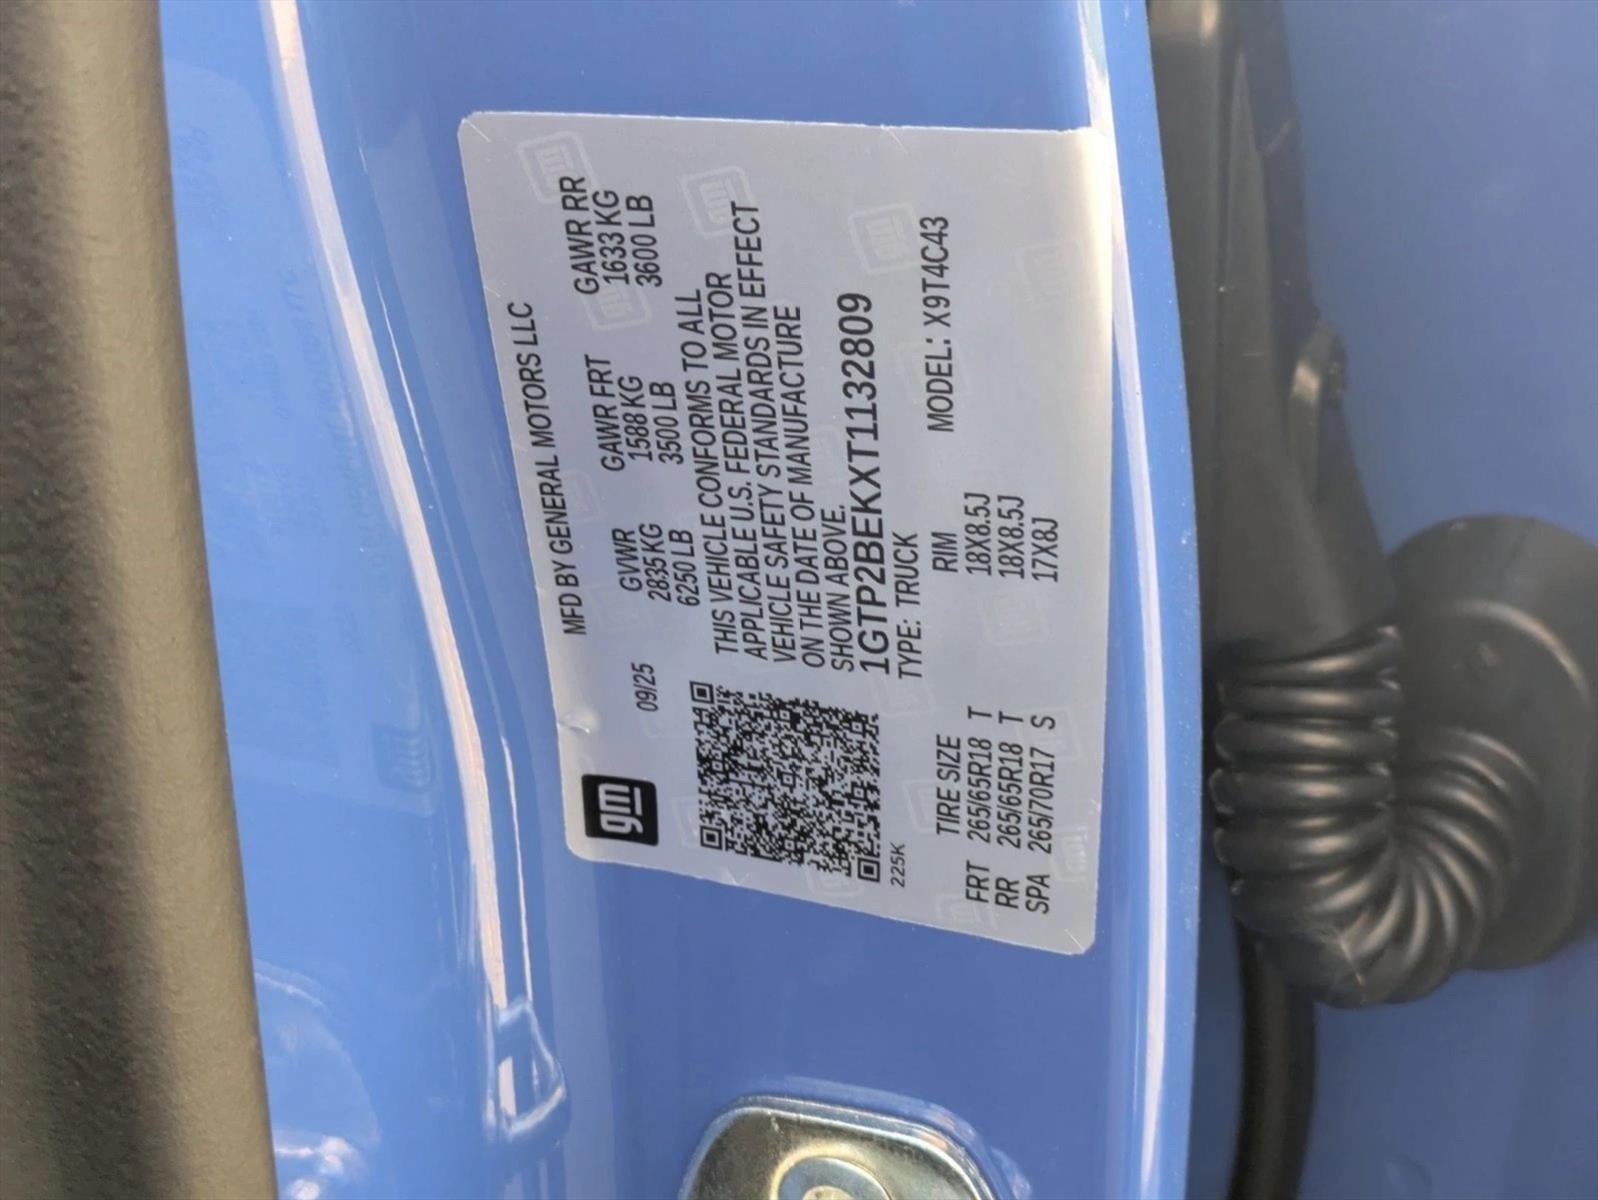 gm
MFD BY GENERAL MOTORS LLC
09/25
GVWR GAWR FRT GAWR RR
2835 KG 1588 KG 1633 KG
6250 LB 3500 LB 3600 LB
THIS VEHICLE CONFORMS TO ALL
APPLICABLE U.S. FEDERAL MOTOR
VEHICLE SAFETY STANDARDS IN EFFECT
ON THE DATE OF MANUFACTURE
SHOWN ABOVE.
1GTP2BEKXT1132809
TYPE: TRUCK MODEL: X9T4C43
225K
TIRE SIZE RIM
FRT 265/65R18 T 18X8.5J
RR 265/65R18 T 18X8.5J
SPA 265/70R17 S 17X8J